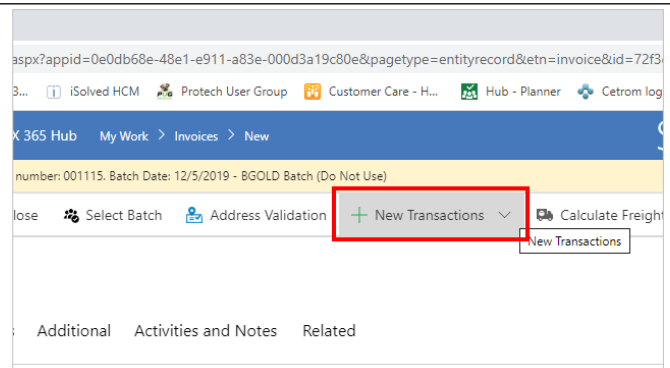 aspx?appid=0e0db68e-48e1-e911-a83e-000d3a19c80e&pagetype=entityrecord&etn=invoice&id=72f3
3... iSolved HCM Protech User Group Customer Care - H... Hub - Planner Cetrom log
X 365 Hub My Work > Invoices > New
number: 001115. Batch Date: 12/5/2019 - BGOLD Batch (Do Not Use)
lose Select Batch Address Validation + New Transactions Calculate Freight
New Transactions
Additional Activities and Notes Related